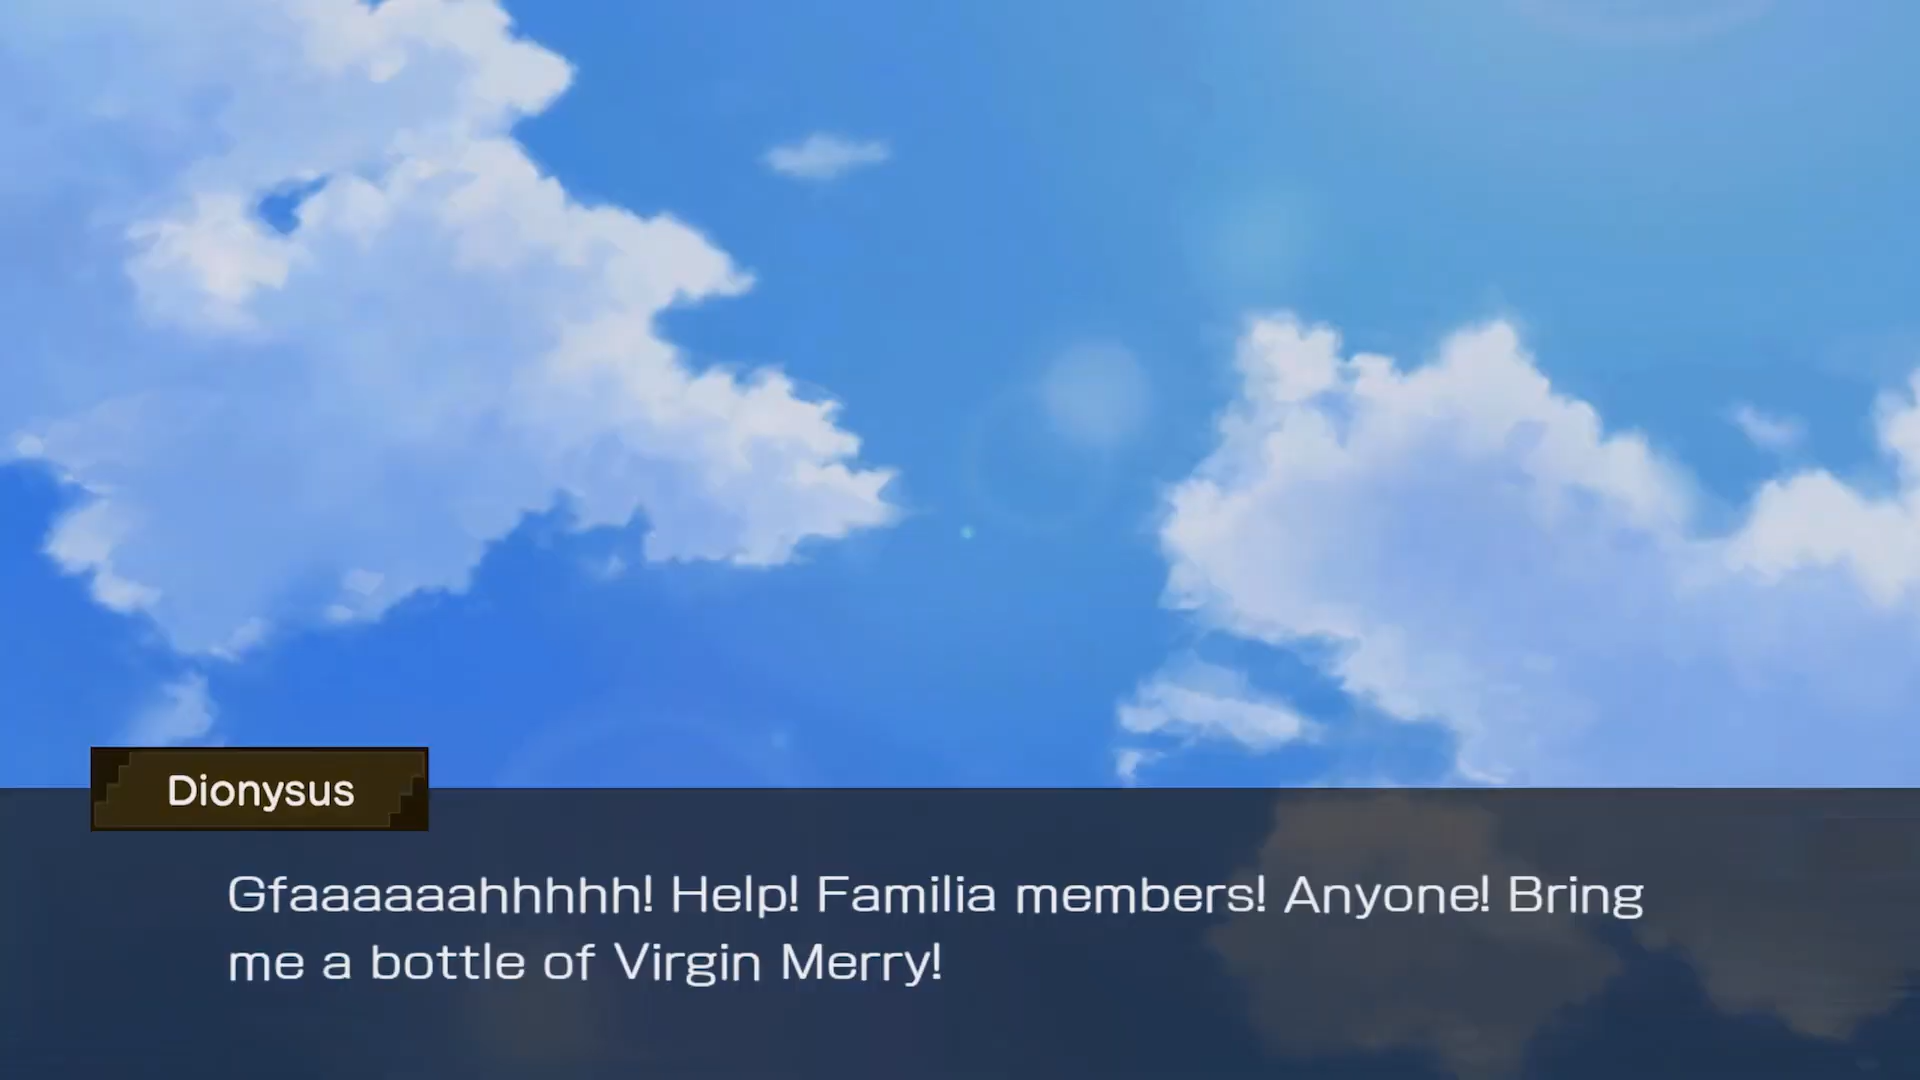 Dionysus
Gfaaaaaahhhhh! Help! Familia members! Anyone! Bring
me a bottle of Virgin Merry!